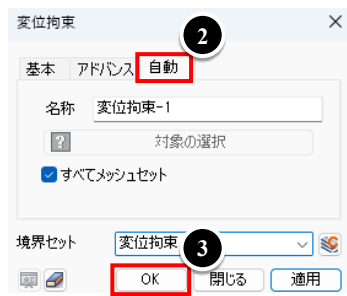 変位拘束
2
基本 アドバンス 自動
名称 変位拘束-1
? 対象の選択
すべてメッシュセット
境界セット 変位拘束
3
OK 閉じる 適用